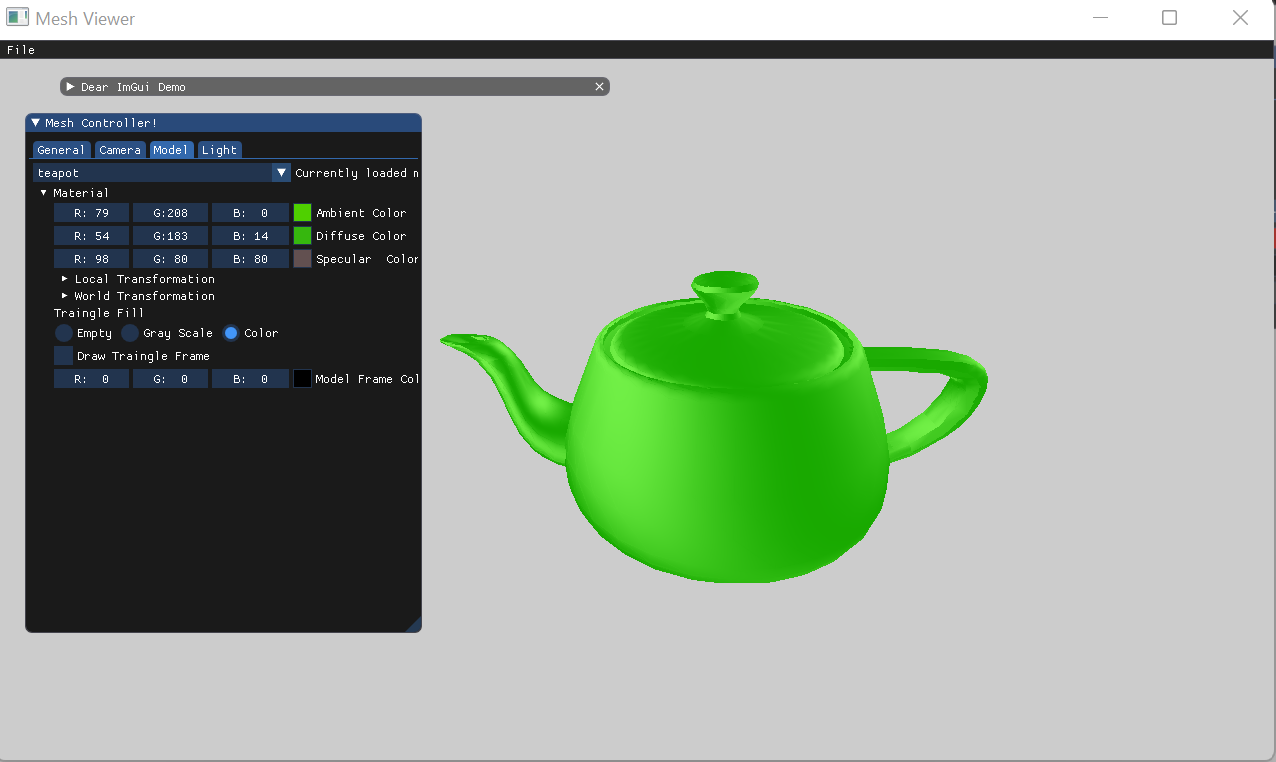 Mesh Viewer
File
Dear ImGui Demo
Mesh Controller!
General Camera Model Light
teapot Currently loaded
Material
R: 79 G:208 B: 0 Ambient Color
R: 54 G:183 B: 14 Diffuse Color
R: 98 G: 80 B: 80 Specular Color
Local Transformation
World Transformation
Traingle Fill
Empty Gray Scale Color
Draw Traingle Frame
R: 0 G: 0 B: 0 Model Frame Col